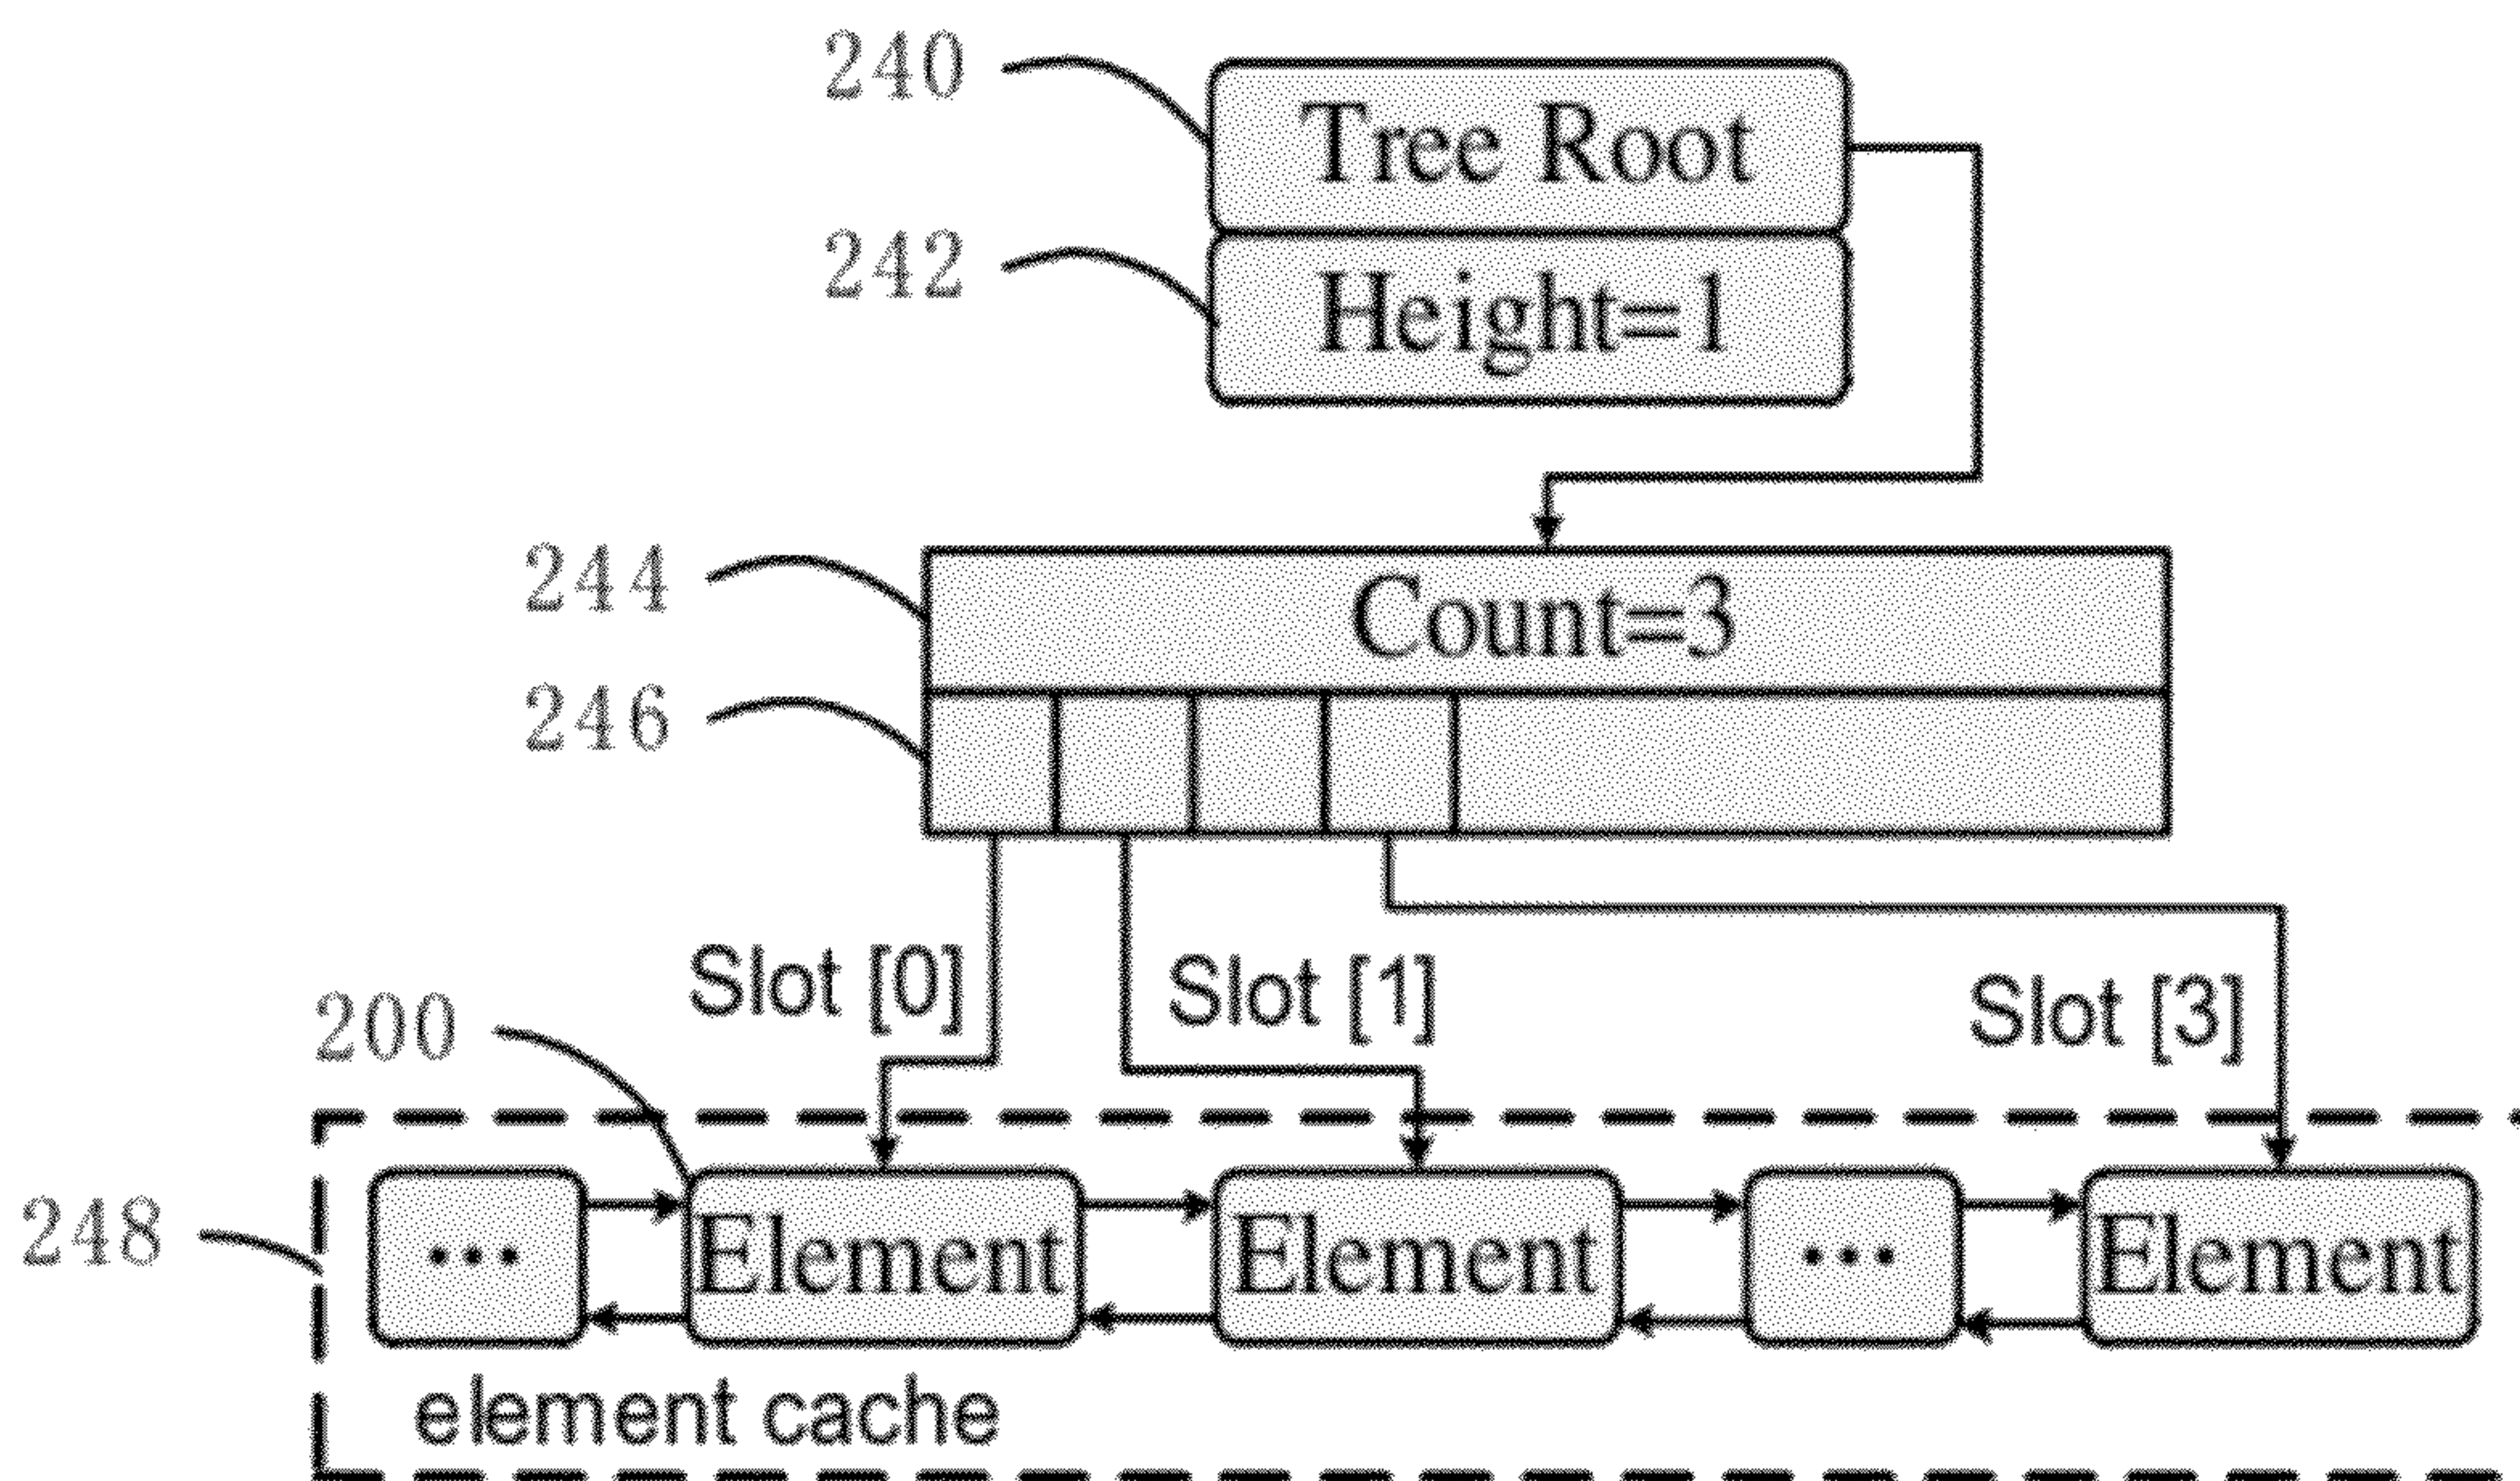 240
Tree Root
242
Height=1
244
Count=3
246
Slot [0]
Slot [1]
Slot [3]
200
248
...
Element
Element
...
Element
element cache